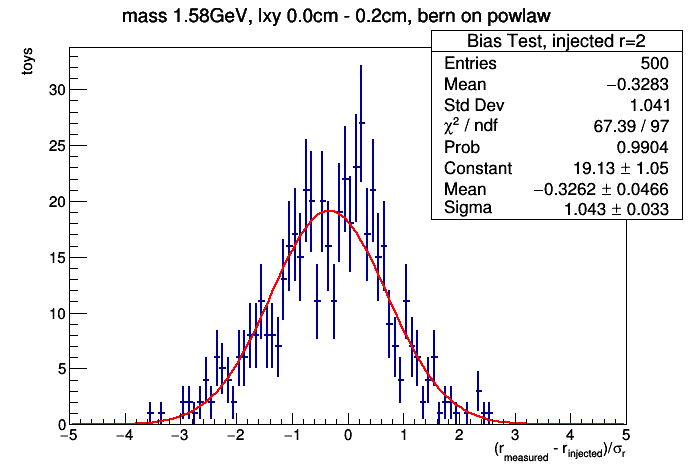 mass 1.58GeV, lxy 0.0cm - 0.2cm, bern on powlaw
Bias Test, injected r=2
Entries 500
Mean −0.3283
Std Dev 1.041
χ² / ndf 67.39 / 97
Prob 0.9904
Constant 19.13 ± 1.05
Mean −0.3262 ± 0.0466
Sigma 1.043 ± 0.033
toys
30
25
20
15
10
5
0
−5 −4 −3 −2 −1 0 1 2 3 4 5
(r_measured - r_injected)/σ_r